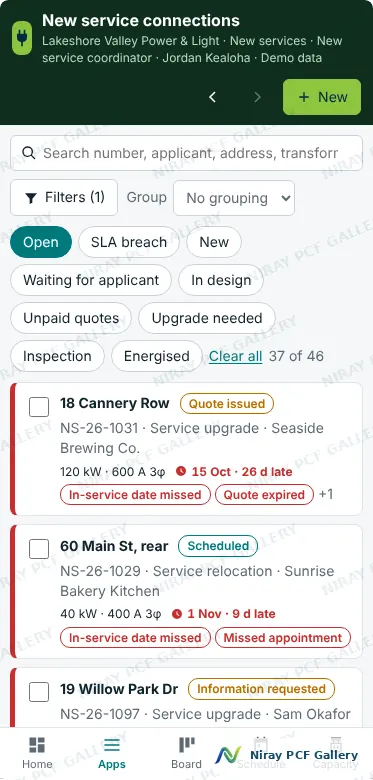 New service connections
Lakeshore Valley Power & Light · New services · New
service coordinator · Jordan Kealoha · Demo data
New
Search number, applicant, address, transforr
Filters (1)
Group
No grouping
Open
SLA breach
New
Waiting for applicant
In design
Unpaid quotes
Upgrade needed
Inspection
Energised
Clear all
37 of 46
18 Cannery Row
Quote issued
NS-26-1031 · Service upgrade · Seaside
Brewing Co.
120 kW · 600 A 3φ
15 Oct · 26 d late
In-service date missed
Quote expired
+1
60 Main St, rear
Scheduled
NS-26-1029 · Service relocation · Sunrise
Bakery Kitchen
40 kW · 400 A 3φ
1 Nov · 9 d late
In-service date missed
Missed appointment
19 Willow Park Dr
Information requested
NS-26-1097 · Service upgrade · Sam Okafor
Home
Apps
Board
Schedule
Capacity
Niray PCF Gallery
NIRAY PCF GALLERY